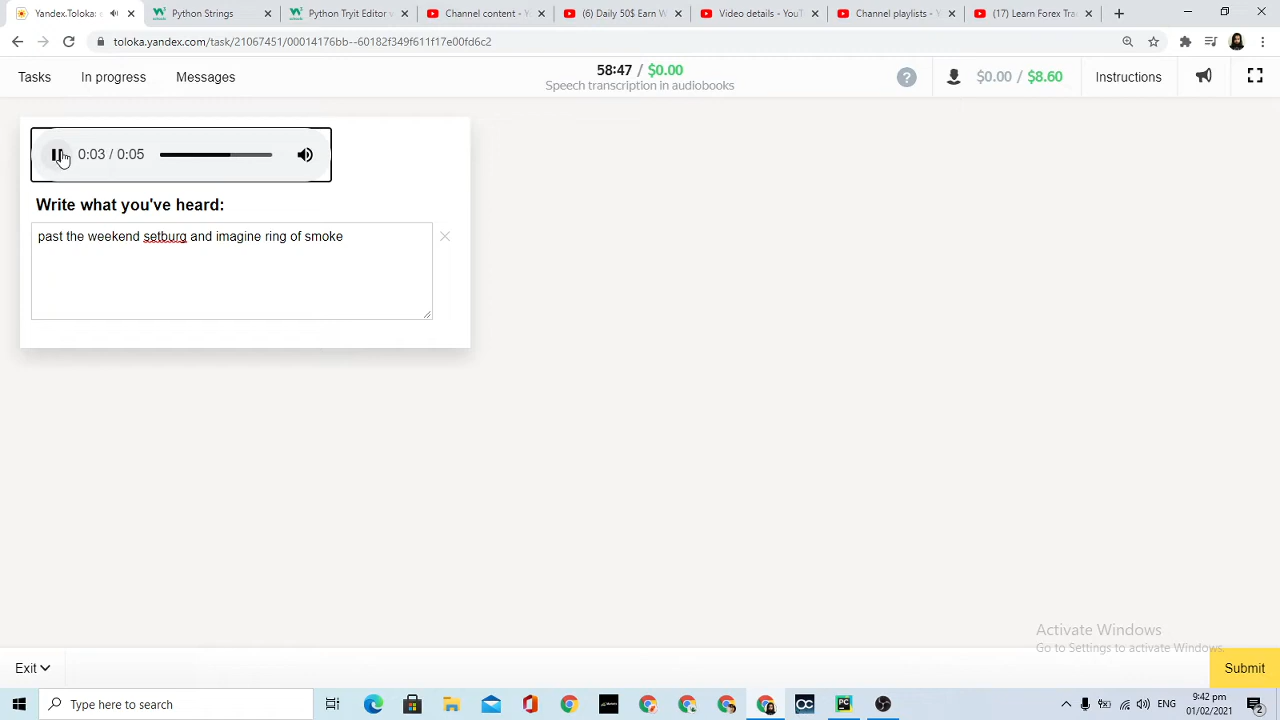 Yandex.Toloka
Python Strings
Python Tryit Editor
Channel content - Y
(6) Daily 50$ Earn W
Video details - YouT
Channel playlists - Y
(17) Learn Forex Tra
toloka.yandex.com/task/21067451/00014176bb--60182f349f611f17e00fd6c2
Tasks In progress Messages
58:47 / $0.00
Speech transcription in audiobooks
? $0.00 / $8.60 Instructions
0:03 / 0:05
Write what you've heard:
past the weekend setburg and imagine ring of smoke
Activate Windows
Go to Settings to activate Windows.
Exit
Submit
Type here to search
ENG
9:42 pm
01/02/2021
2